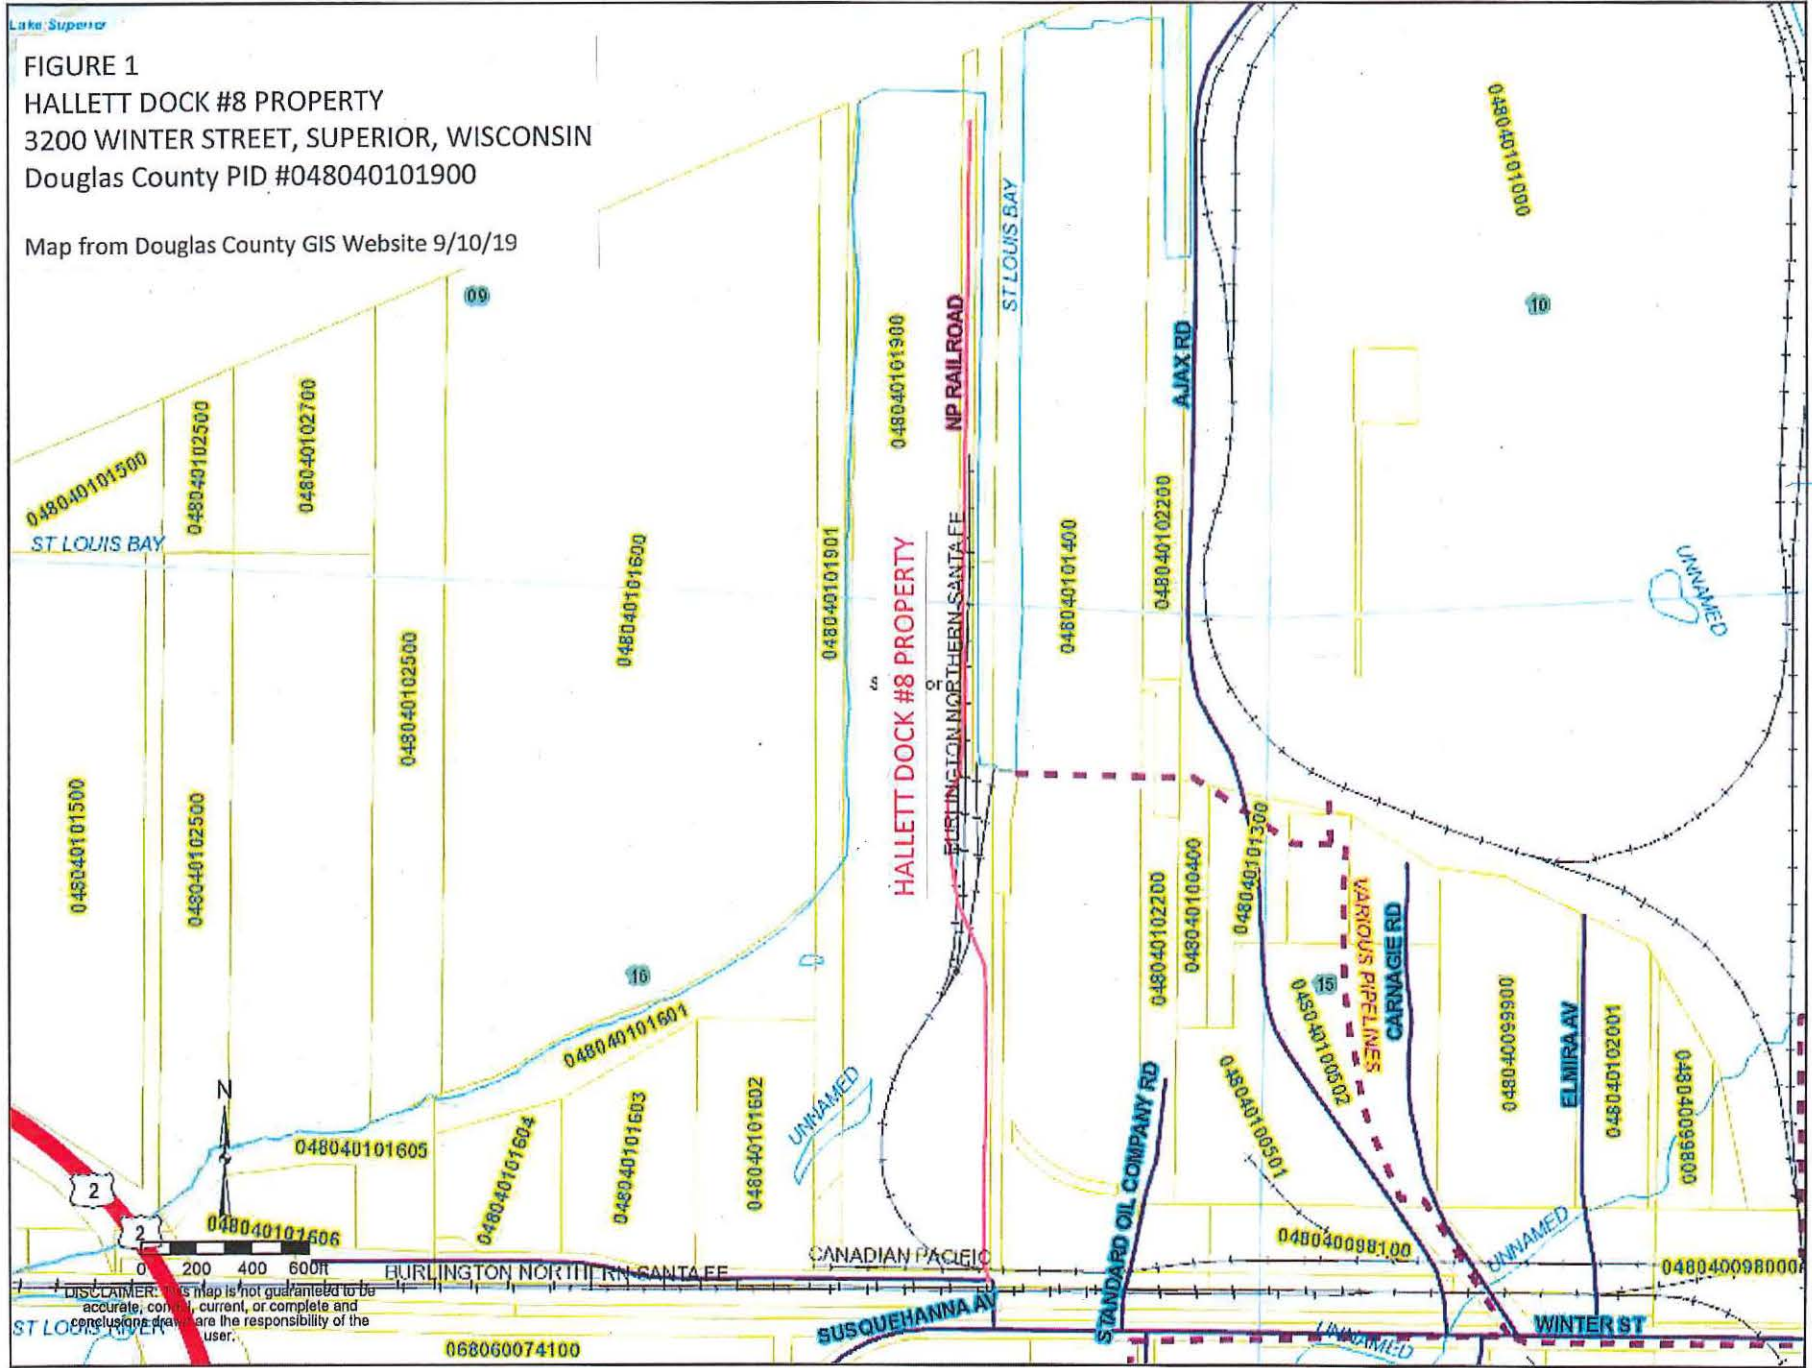 Lake Superior
FIGURE 1
HALLETT DOCK #8 PROPERTY
3200 WINTER STREET, SUPERIOR, WISCONSIN
Douglas County PID #048040101900
Map from Douglas County GIS Website 9/10/19
09
10
048040101000
ST LOUIS BAY
NP RAILROAD
048040101900
AJAX RD
048040101500
048040102500
048040102700
ST LOUIS BAY
048040101600
048040101901
HALLETT DOCK #8 PROPERTY
BURLINGTON NORTHERN SANTA FE
048040101400
048040102200
UNNAMED
048040102500
048040101500
048040102500
048040102200
048040100400
048040101300
VARIOUS PIPELINES
CARNAGIE RD
16
15
048040101601
048040100502
048040099900
ELMIRA AV
048040102001
048040099800
N
UNNAMED
048040101605
048040101604
048040101603
048040101602
STANDARD OIL COMPANY RD
048040100501
2
2
048040101606
0 200 400 600ft
CANADIAN PACIFIC
BURLINGTON NORTHERN SANTA FE
048040098100
UNNAMED
048040098000
DISCLAIMER: This map is not guaranteed to be
accurate, correct, current, or complete and
conclusions drawn are the responsibility of the
user.
ST LOUIS RIVER
SUSQUEHANNA AV
WINTER ST
UNNAMED
068060074100